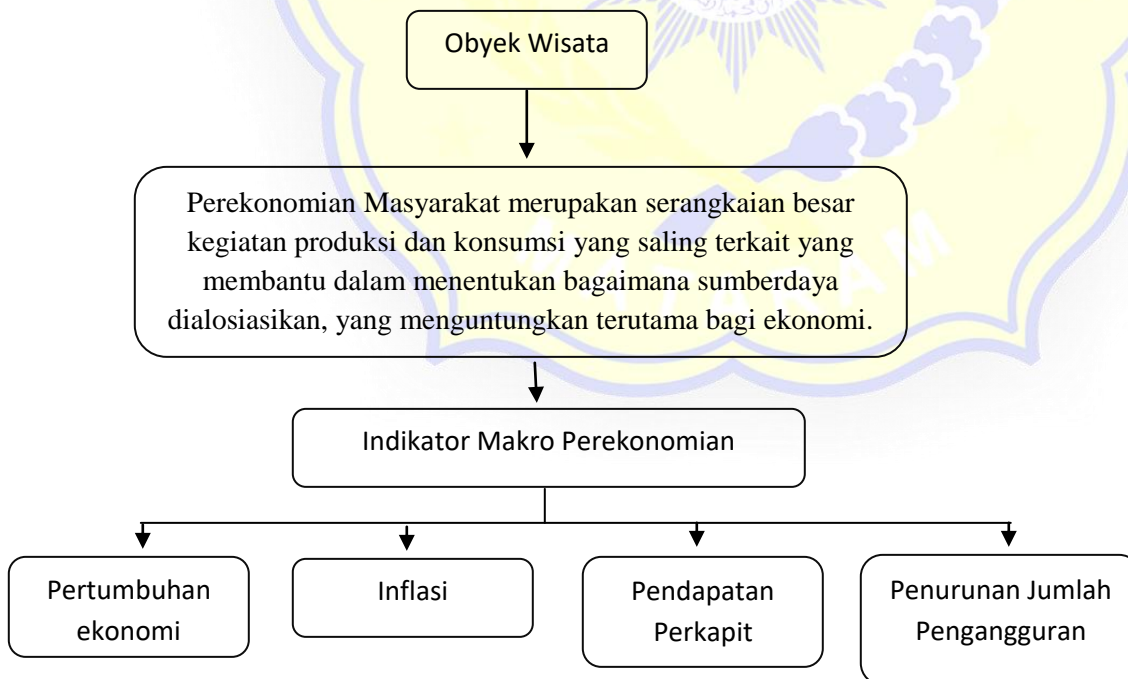 Obyek Wisata
Perekonomian Masyarakat merupakan serangkaian besar
kegiatan produksi dan konsumsi yang saling terkait yang
membantu dalam menentukan bagaimana sumberdaya
dialosiasikan, yang menguntungkan terutama bagi ekonomi.
MATARAM
Indikator Makro Perekonomian
Pertumbuhan
ekonomi
Inflasi
Pendapatan
Perkapit
Penurunan Jumlah
Pengangguran